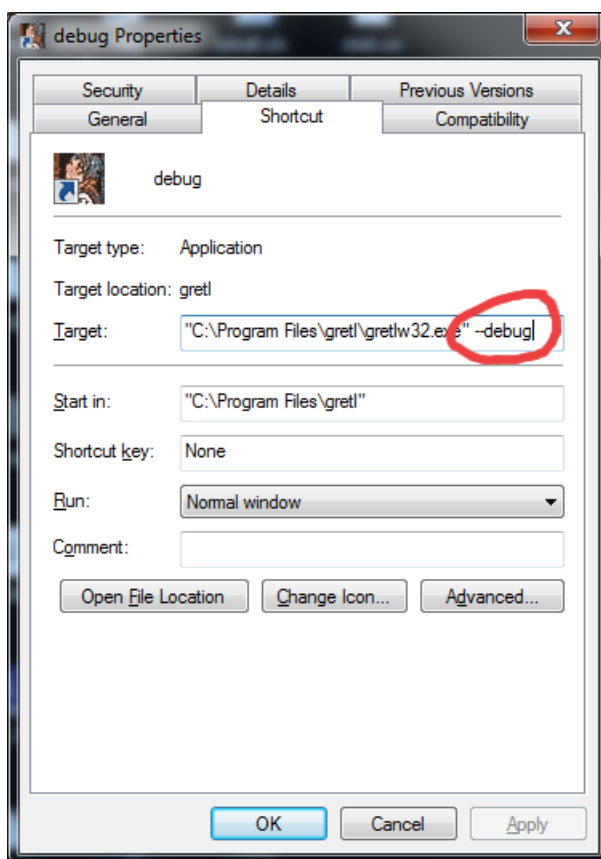 debug Properties
Security Details Previous Versions
General Shortcut Compatibility
debug
Target type: Application
Target location: gretl
Target: "C:\Program Files\gretl\gretlw32.exe" --debug
Start in: "C:\Program Files\gretl"
Shortcut key: None
Run: Normal window
Comment:
Open File Location Change Icon... Advanced...
OK Cancel Apply